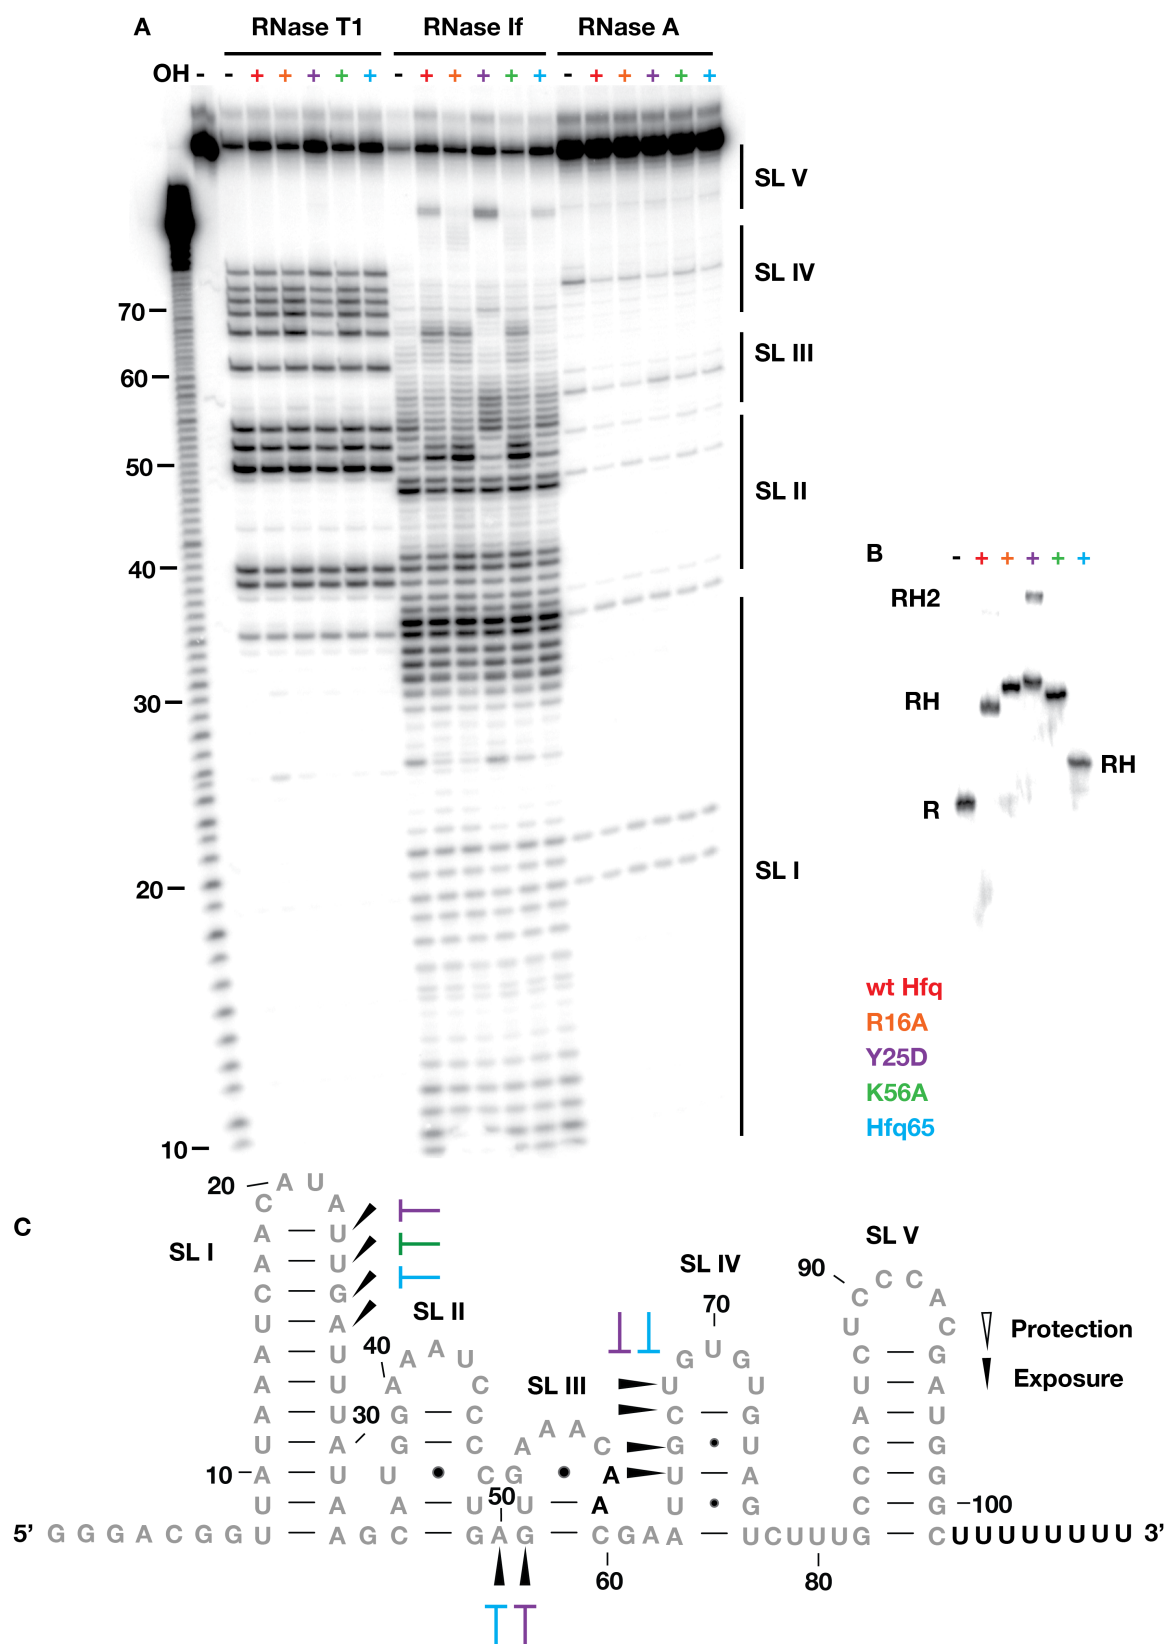 A RNase T1 RNase If RNase A
OH - - + + + + + - + + + + + - + + + + +
SL V
SL IV
70
SL III
60
50
SL II
B - + + + + +
40
RH2
RH
30
RH
R
SL I
20
wt Hfq
R16A
Y25D
K56A
Hfq65
10
C
20 A U
C A
A U
SL I
A U
C G
U A
A U
A U
A U
U A
10 A U
U A
5' G G G A C G G U A G C
30
SL II
40 A A U
A C
G C
G C
U C
A U
G A G
50
SL III
A A A C
G A
U A
C G A A
60
SL IV
70
G U G
U U
C G
G U
U A
U G
U C U U U G
80
SL V
90 C C
C A
U C
C G
U A
A U
C G
C G
C G 100
C U U U U U U U U 3'
Protection
Exposure